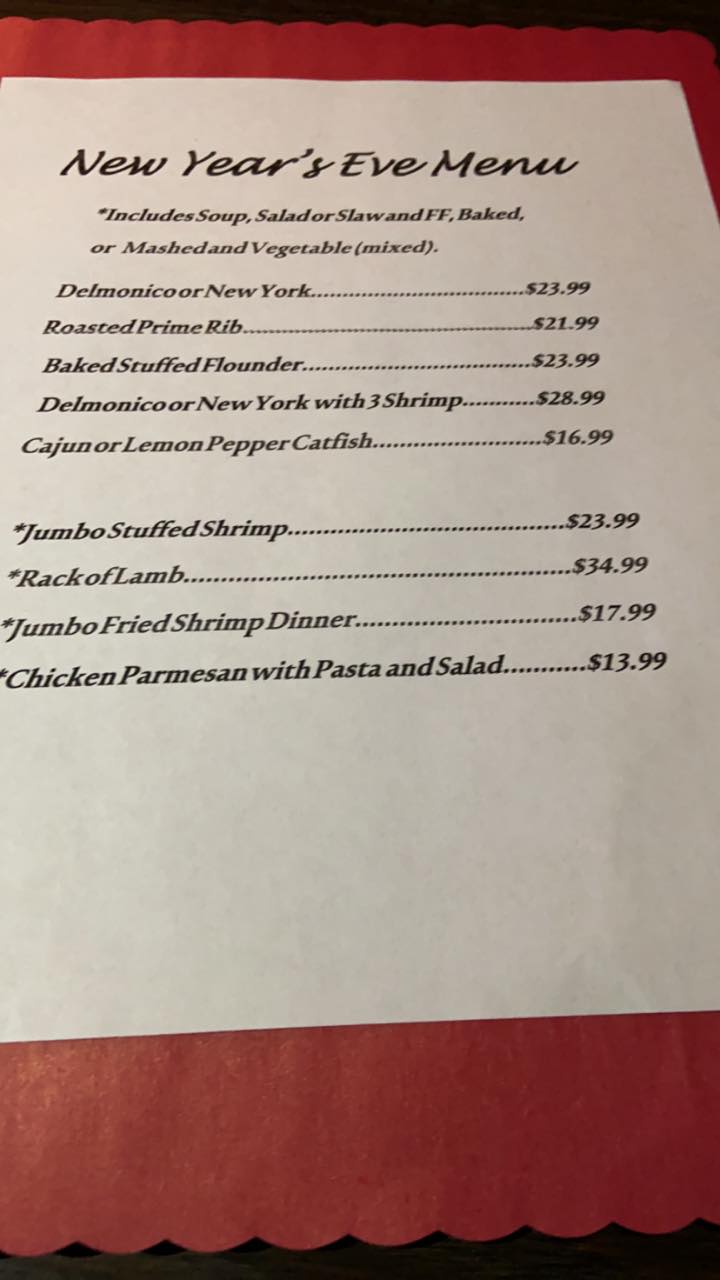 New Year's Eve Menu
*Includes Soup, Salad or Slaw and FF, Baked,
or Mashed and Vegetable (mixed).
Delmonico or New York..................................$23.99
Roasted Prime Rib................................................$21.99
Baked Stuffed Flounder....................................$23.99
Delmonico or New York with 3 Shrimp...........$28.99
Cajun or Lemon Pepper Catfish.........................$16.99
*Jumbo Stuffed Shrimp.......................................$23.99
*Rack of Lamb.....................................................$34.99
*Jumbo Fried Shrimp Dinner.............................$17.99
*Chicken Parmesan with Pasta and Salad...........$13.99